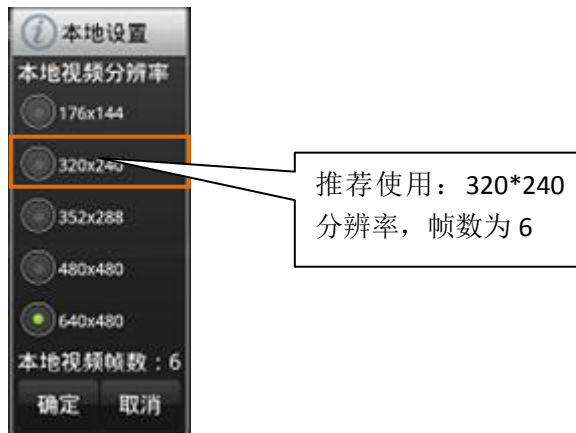 本地设置
本地视频分辨率
176x144
320x240
352x288
480x480
640x480
本地视频帧数：6
确定 取消
推荐使用：320*240
分辨率，帧数为 6